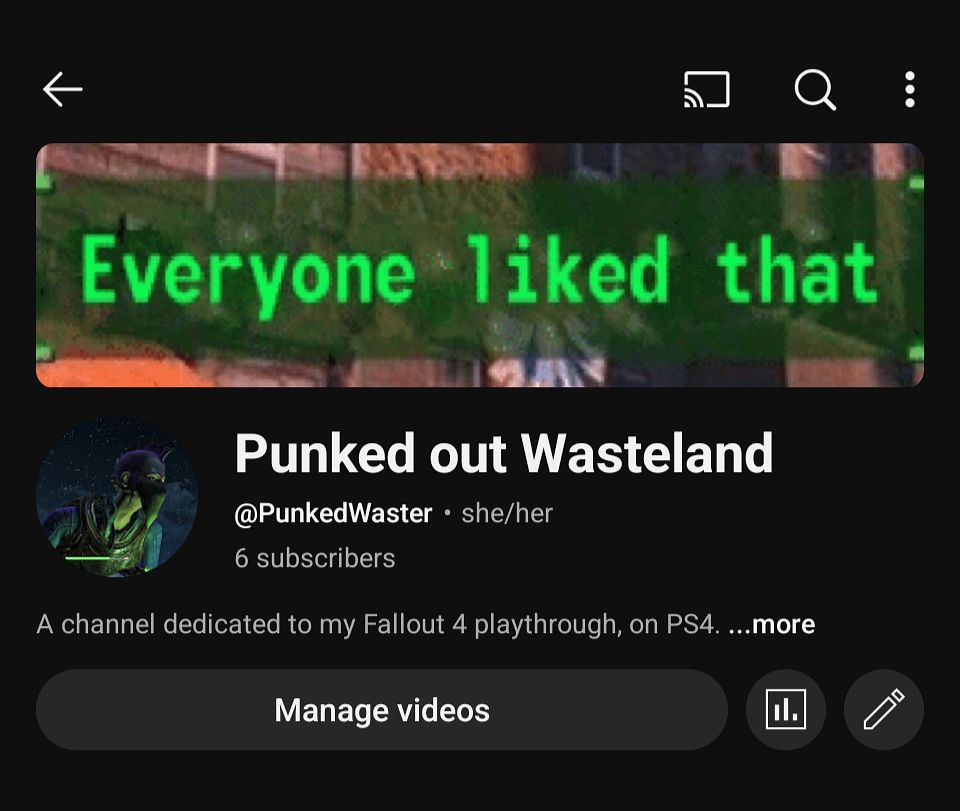 Everyone liked that
Punked out Wasteland
@PunkedWaster • she/her
6 subscribers
A channel dedicated to my Fallout 4 playthrough, on PS4. ...more
Manage videos